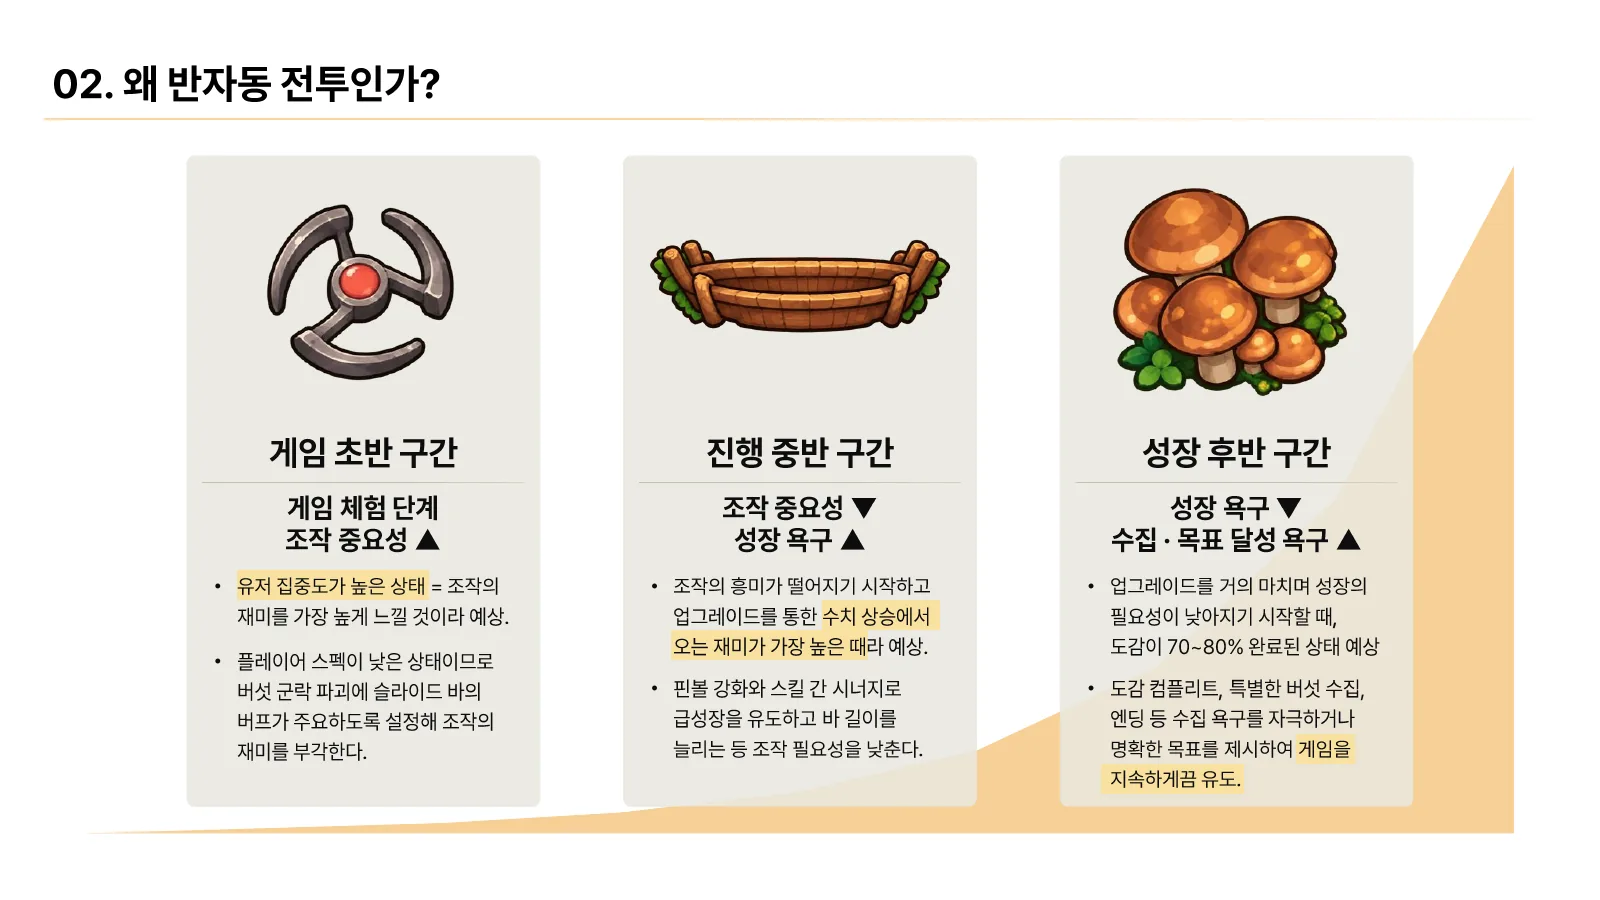 02. 왜 반자동 전투인가?
게임 초반 구간
게임 체험 단계
조작 중요성 ▲
• 유저 집중도가 높은 상태 = 조작의
재미를 가장 높게 느낄 것이라 예상.
• 플레이어 스펙이 낮은 상태이므로
버섯 군락 파괴에 슬라이드 바의
버프가 주요하도록 설정해 조작의
재미를 부각한다.
진행 중반 구간
조작 중요성 ▼
성장 욕구 ▲
• 조작의 흥미가 떨어지기 시작하고
업그레이드를 통한 수치 상승에서
오는 재미가 가장 높은 때라 예상.
• 핀볼 강화와 스킬 간 시너지로
급성장을 유도하고 바 길이를
늘리는 등 조작 필요성을 낮춘다.
성장 후반 구간
성장 욕구 ▼
수집 · 목표 달성 욕구 ▲
• 업그레이드를 거의 마치며 성장의
필요성이 낮아지기 시작할 때,
도감이 70~80% 완료된 상태 예상
• 도감 컴플리트, 특별한 버섯 수집,
엔딩 등 수집 욕구를 자극하거나
명확한 목표를 제시하여 게임을
지속하게끔 유도.